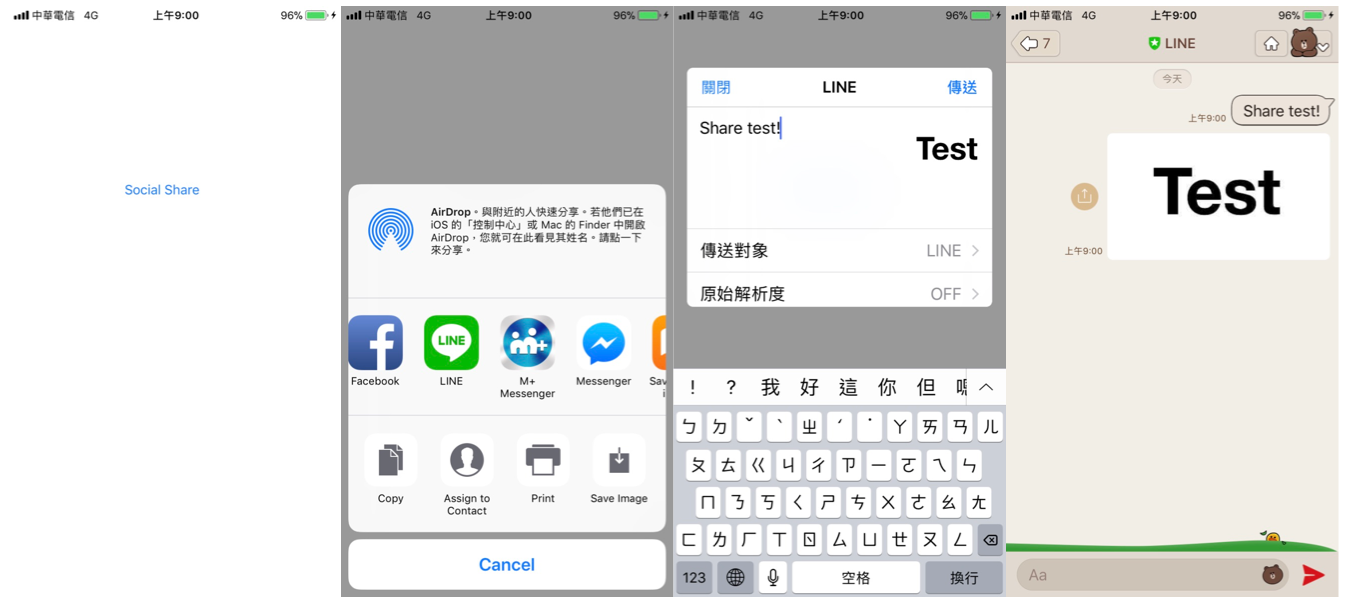 中華電信 4G 上午9:00 96%
Social Share
中華電信 4G 上午9:00 96%
AirDrop。與附近的人快速分享。若他們已在
iOS 的「控制中心」或 Mac 的 Finder 中開啟
AirDrop，您就可在此看見其姓名。請點一下
來分享。
LINE
Facebook LINE M+ Messenger Sav
Messenger i
Copy Assign to Print Save Image
Contact
Cancel
中華電信 4G 上午9:00 96%
關閉 LINE 傳送
Share test!
Test
傳送對象 LINE
原始解析度 OFF
! ? 我 好 這 你 但
ㄅ ㄉ ˇ ˋ ㄓ ˊ ˙ ㄚ ㄞ ㄢ ㄦ
ㄆ ㄊ ㄍ ㄐ ㄔ ㄗ ㄧ ㄛ ㄟ ㄣ
ㄇ ㄋ ㄎ ㄑ ㄕ ㄘ ㄨ ㄜ ㄠ ㄤ
ㄈ ㄌ ㄏ ㄒ ㄖ ㄙ ㄩ ㄝ ㄡ ㄥ
123 空格 換行
中華電信 4G 上午9:00 96%
7 LINE
今天
上午9:00 Share test!
Test
上午9:00
Aa